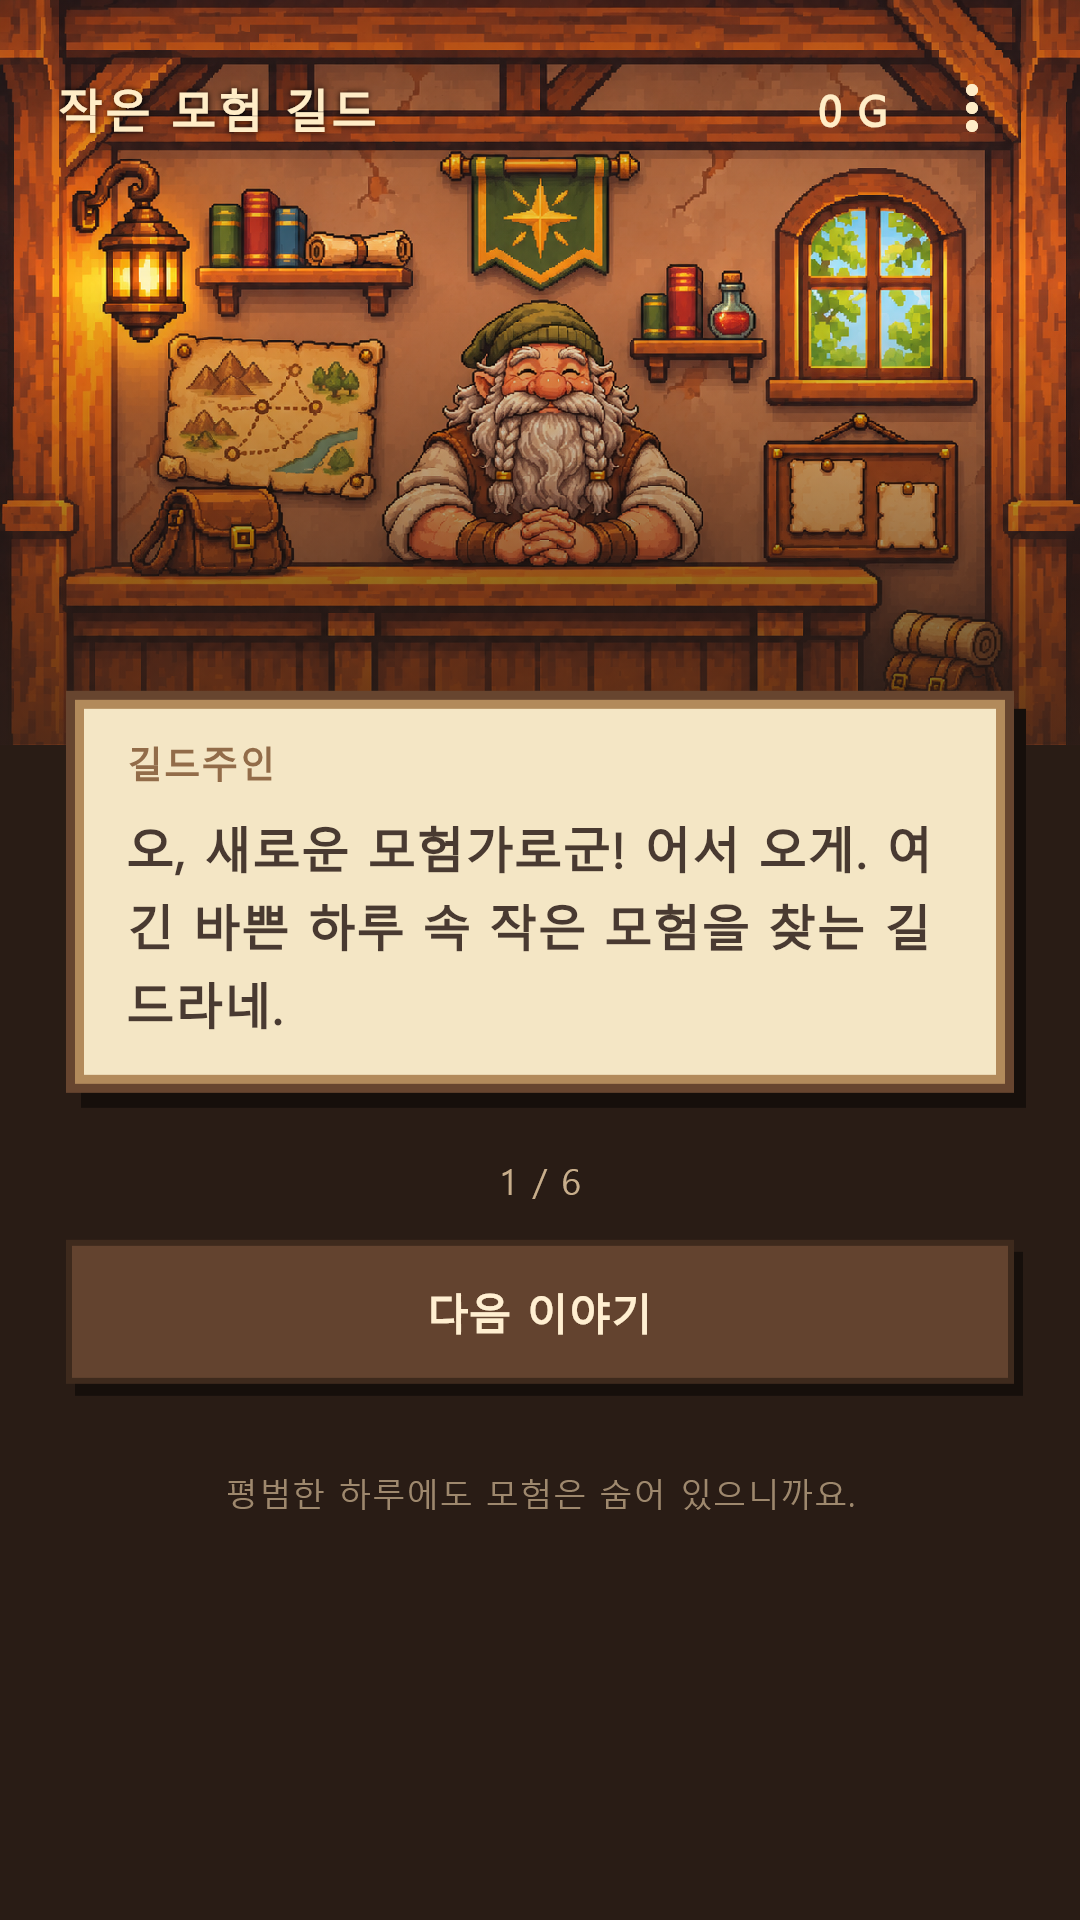 작은 모험 길드
0 G
길드주인
오, 새로운 모험가로군! 어서 오게. 여
긴 바쁜 하루 속 작은 모험을 찾는 길
드라네.
1 / 6
다음 이야기
평범한 하루에도 모험은 숨어 있으니까요.